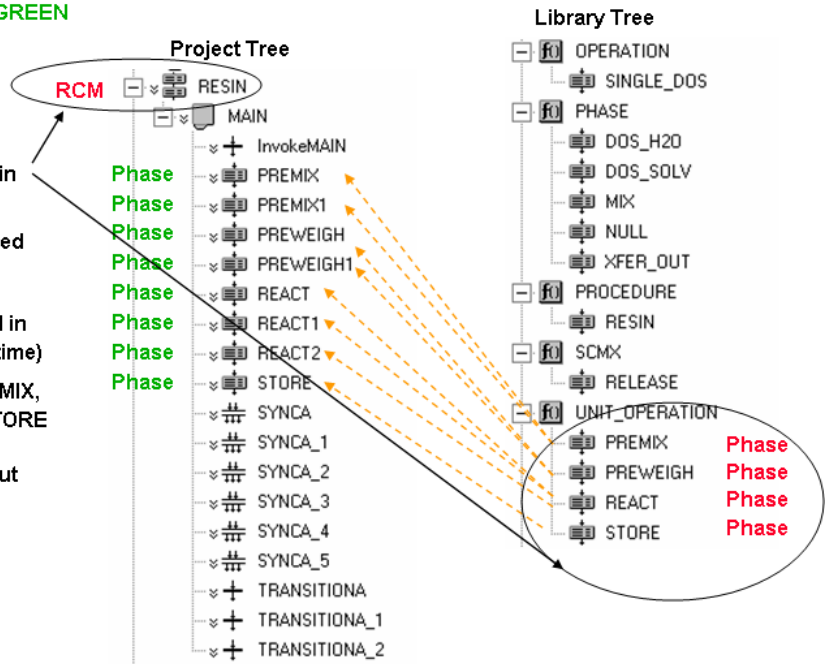 GREEN
in
ed
l in
time)
MIX,
TORE
ut
Project Tree
RCM
RESIN
MAIN
InvokeMAIN
Phase PREMIX
Phase PREMIX1
Phase PREWEIGH
Phase PREWEIGH1
Phase REACT
Phase REACT1
Phase REACT2
Phase STORE
SYNCA
SYNCA_1
SYNCA_2
SYNCA_3
SYNCA_4
SYNCA_5
TRANSITIONA
TRANSITIONA_1
TRANSITIONA_2
Library Tree
f() OPERATION
SINGLE_DOS
f() PHASE
DOS_H2O
DOS_SOLV
MIX
NULL
XFER_OUT
f() PROCEDURE
RESIN
f() SCMX
RELEASE
f() UNIT_OPERATION
PREMIX Phase
PREWEIGH Phase
REACT Phase
STORE Phase